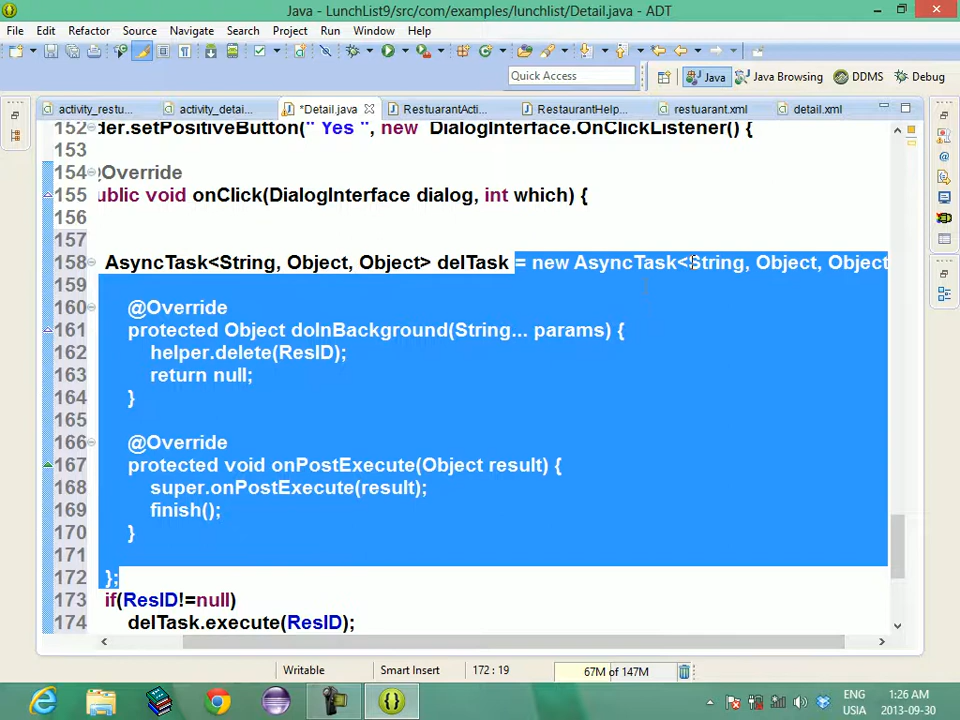 Java - LunchList9/src/com/examples/lunchlist/Detail.java - ADT
File Edit Refactor Source Navigate Search Project Run Window Help
Quick Access Java Java Browsing DDMS Debug
activity_restu... activity_detai... *Detail.java RestuarantActi... RestaurantHelp... restuarant.xml detail.xml
152 der.setPositiveButton(" Yes ", new DialogInterface.OnClickListener() {
153
154 @Override
155 ublic void onClick(DialogInterface dialog, int which) {
156
157
158 AsyncTask<String, Object, Object> delTask = new AsyncTask<String, Object, Object
159
160 @Override
161 protected Object doInBackground(String... params) {
162 helper.delete(ResID);
163 return null;
164 }
165
166 @Override
167 protected void onPostExecute(Object result) {
168 super.onPostExecute(result);
169 finish();
170 }
171
172 };
173 if(ResID!=null)
174 delTask.execute(ResID);
Writable Smart Insert 172 : 19 67M of 147M
ENG 1:26 AM
USIA 2013-09-30